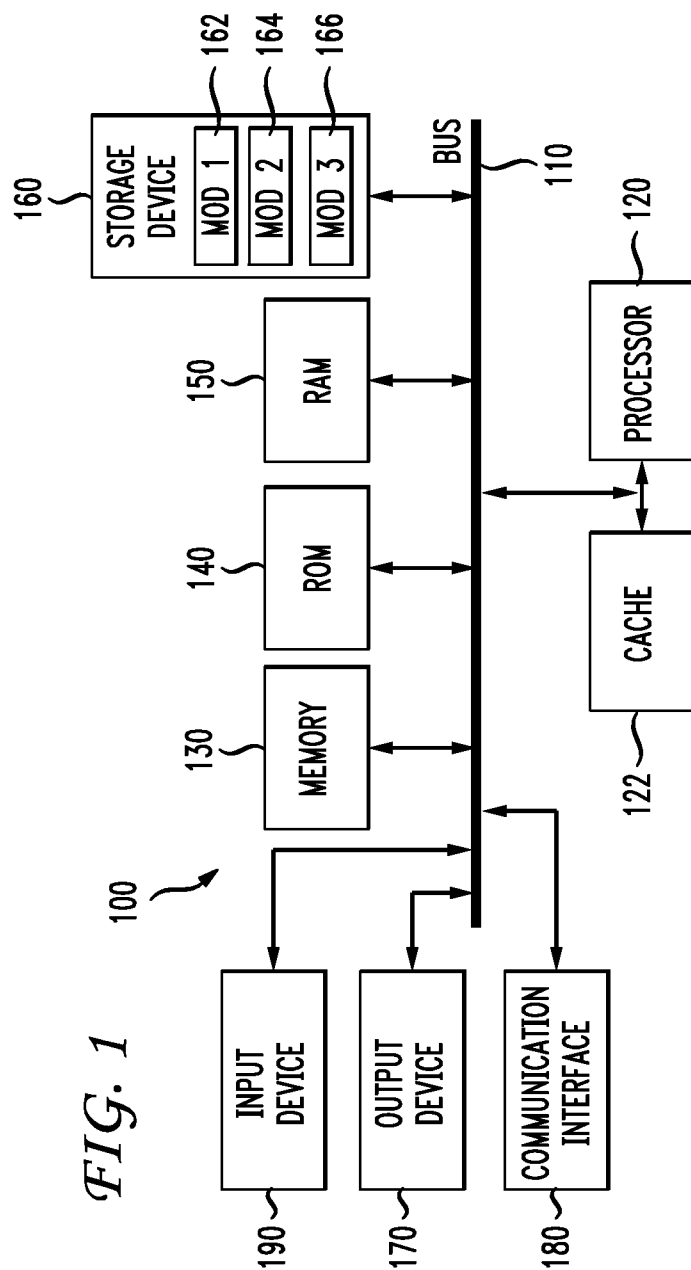 FIG. 1
100
160
STORAGE
DEVICE
MOD 1
162
MOD 2
164
MOD 3
166
150
RAM
140
ROM
130
MEMORY
190
INPUT
DEVICE
170
OUTPUT
DEVICE
180
COMMUNICATION
INTERFACE
BUS
110
122
CACHE
120
PROCESSOR